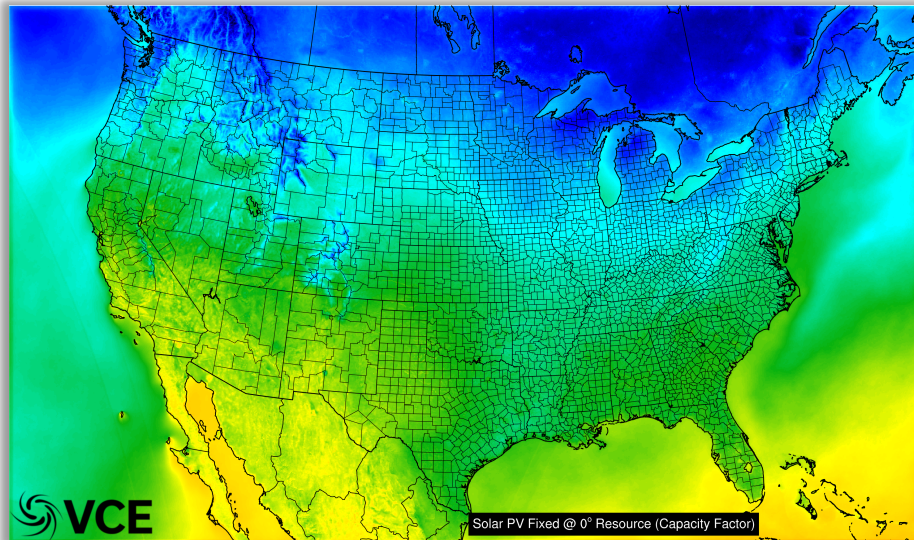 VCE
Solar PV Fixed @ 0° Resource (Capacity Factor)